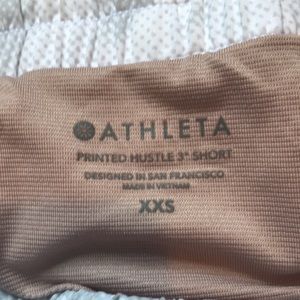 ATHLETA
PRINTED HUSTLE 3" SHORT
DESIGNED IN SAN FRANCISCO
MADE IN VIETNAM
XXS